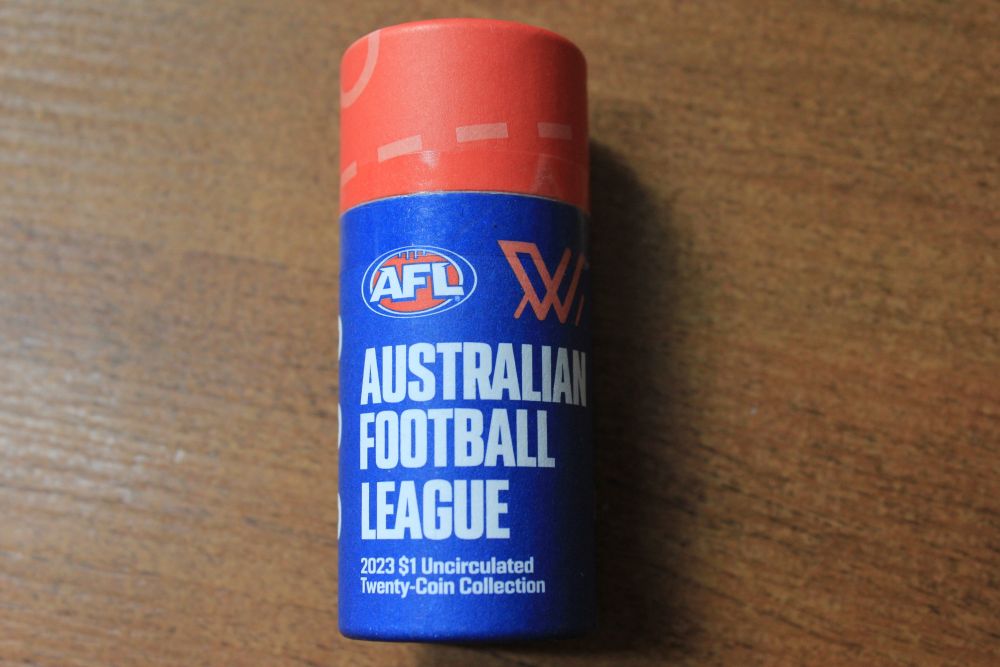 AFL
W
AUSTRALIAN
FOOTBALL
LEAGUE
2023 $1 Uncirculated
Twenty-Coin Collection